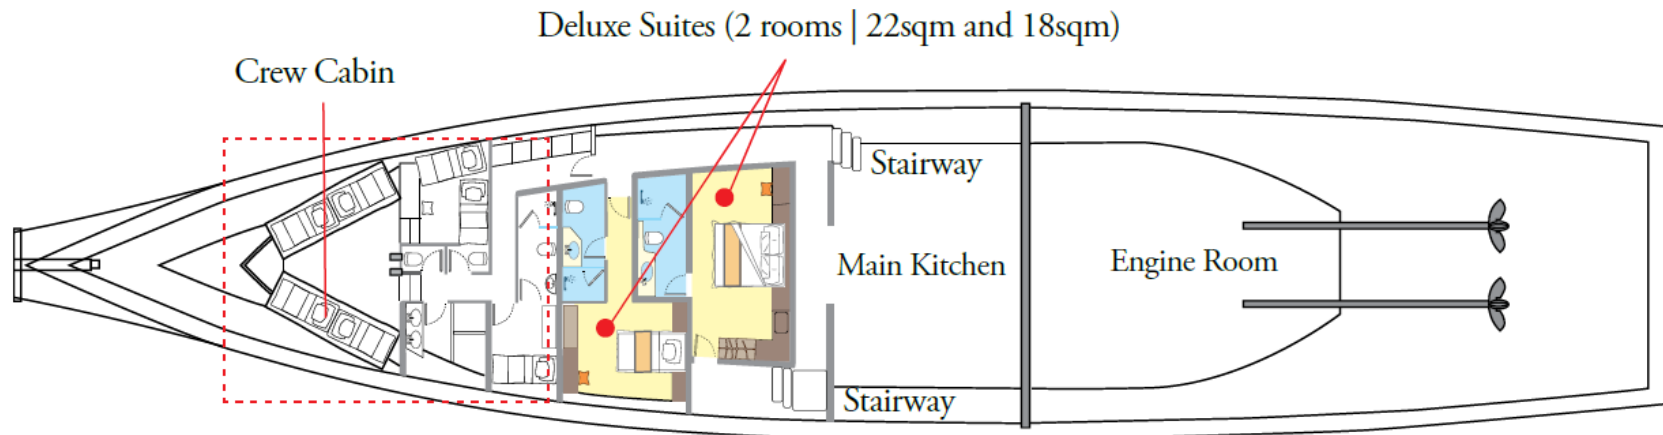 Deluxe Suites (2 rooms | 22sqm and 18sqm)
Crew Cabin
Stairway
Main Kitchen
Engine Room
Stairway